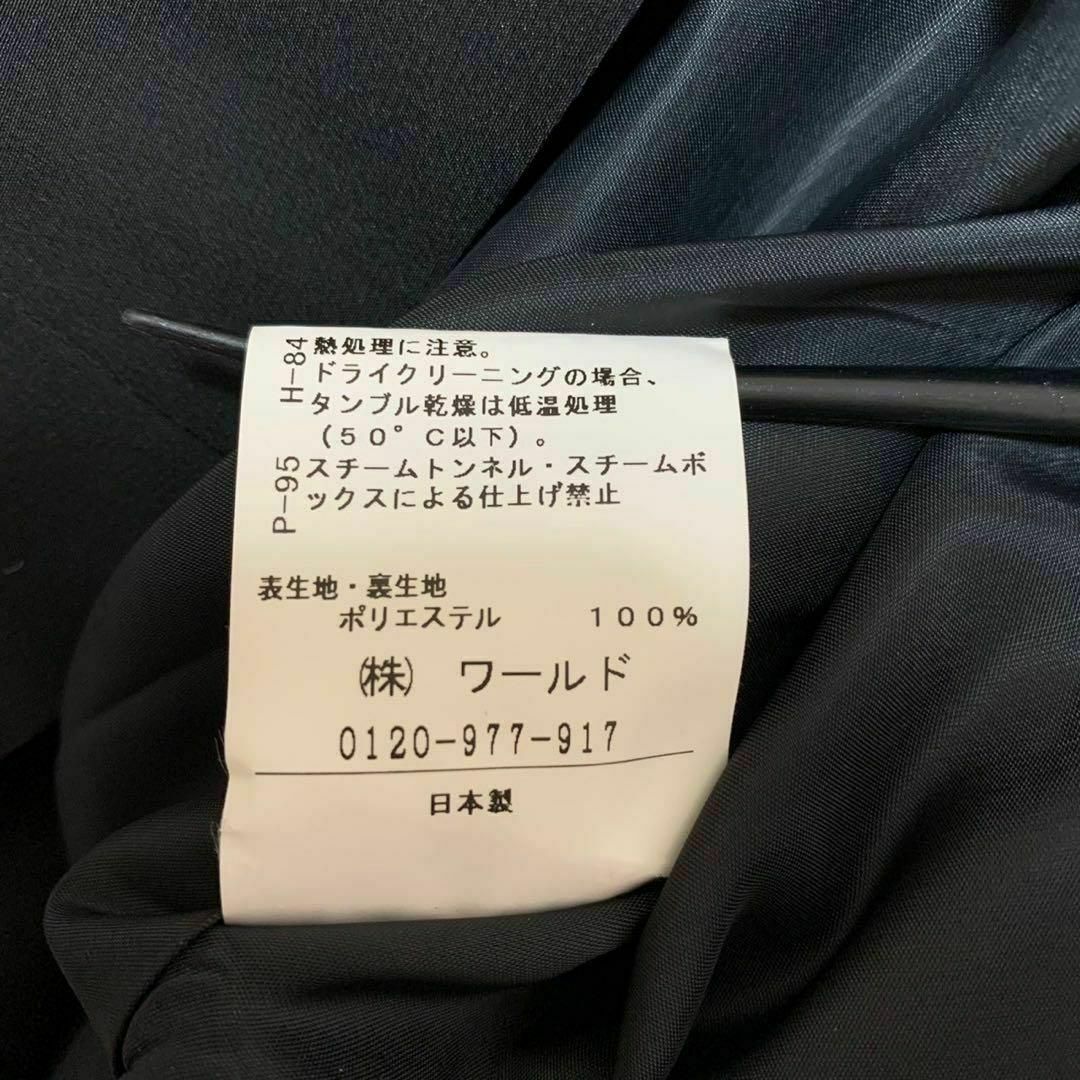 H-84 熱処理に注意。
ドライクリーニングの場合、
タンブル乾燥は低温処理
(50°C以下)。
P-95 スチームトンネル・スチームボ
ックスによる仕上げ禁止
表生地・裏生地
ポリエステル 100%
㈱ ワールド
0120-977-917
日本製